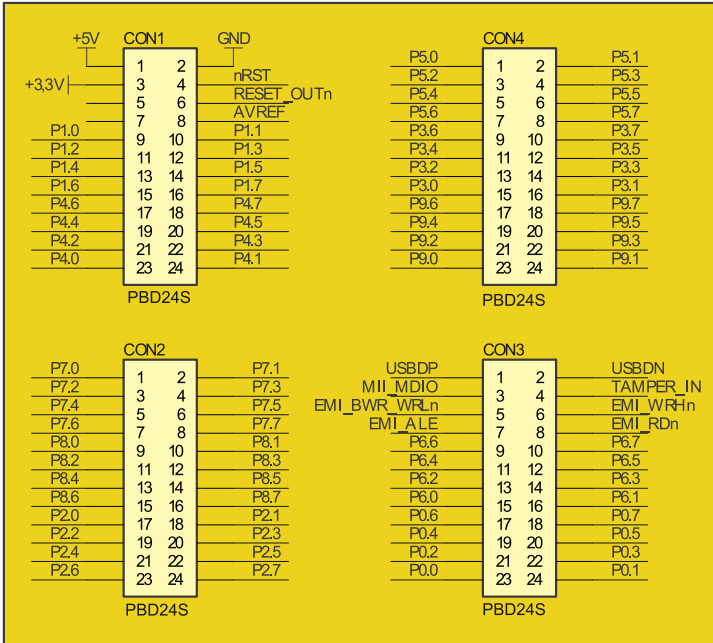 +5V CON1 GND
1 2
+3,3V 3 4 nRST
5 6 RESET_OUTn
7 8 AVREF
P1.0 9 10 P1.1
P1.2 11 12 P1.3
P1.4 13 14 P1.5
P1.6 15 16 P1.7
P4.6 17 18 P4.7
P4.4 19 20 P4.5
P4.2 21 22 P4.3
P4.0 23 24 P4.1
PBD24S
CON4
P5.0 1 2 P5.1
P5.2 3 4 P5.3
P5.4 5 6 P5.5
P5.6 7 8 P5.7
P3.6 9 10 P3.7
P3.4 11 12 P3.5
P3.2 13 14 P3.3
P3.0 15 16 P3.1
P9.6 17 18 P9.7
P9.4 19 20 P9.5
P9.2 21 22 P9.3
P9.0 23 24 P9.1
PBD24S
CON2
P7.0 1 2 P7.1
P7.2 3 4 P7.3
P7.4 5 6 P7.5
P7.6 7 8 P7.7
P8.0 9 10 P8.1
P8.2 11 12 P8.3
P8.4 13 14 P8.5
P8.6 15 16 P8.7
P2.0 17 18 P2.1
P2.2 19 20 P2.3
P2.4 21 22 P2.5
P2.6 23 24 P2.7
PBD24S
CON3
USBDP 1 2 USBDN
MII_MDIO 3 4 TAMPER_IN
EMI_BWR_WRLn 5 6 EMI_WRHn
EMI_ALE 7 8 EMI_RDn
P6.6 9 10 P6.7
P6.4 11 12 P6.5
P6.2 13 14 P6.3
P6.0 15 16 P6.1
P0.6 17 18 P0.7
P0.4 19 20 P0.5
P0.2 21 22 P0.3
P0.0 23 24 P0.1
PBD24S